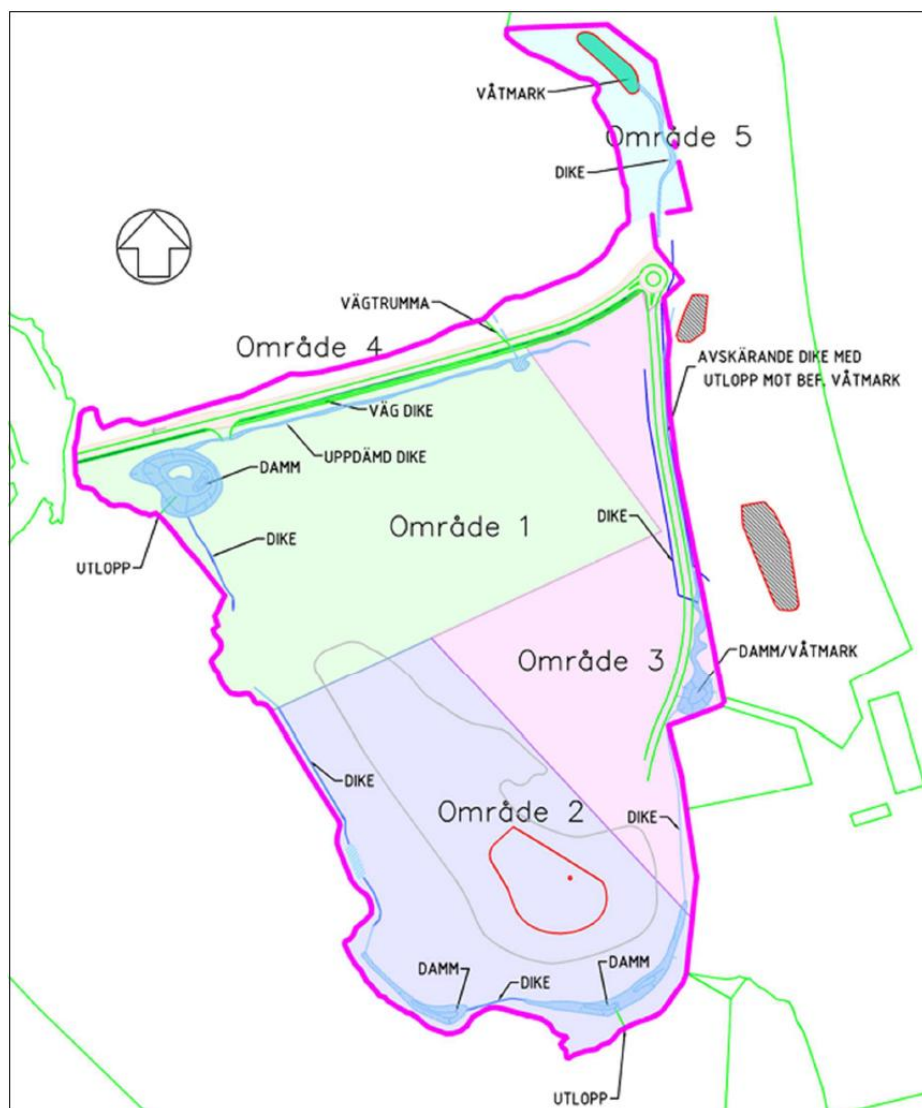 VÅTMARK
Område 5
DIKE
VÄGTRUMMA
Område 4
AVSKÄRANDE DIKE MED
UTLOPP MOT BEF. VÅTMARK
VÄG DIKE
UPPDÄMD DIKE
DAMM
Område 1
DIKE
DIKE
UTLOPP
Område 3
DAMM/VÅTMARK
DIKE
Område 2
DIKE
DAMM
DIKE
DAMM
UTLOPP